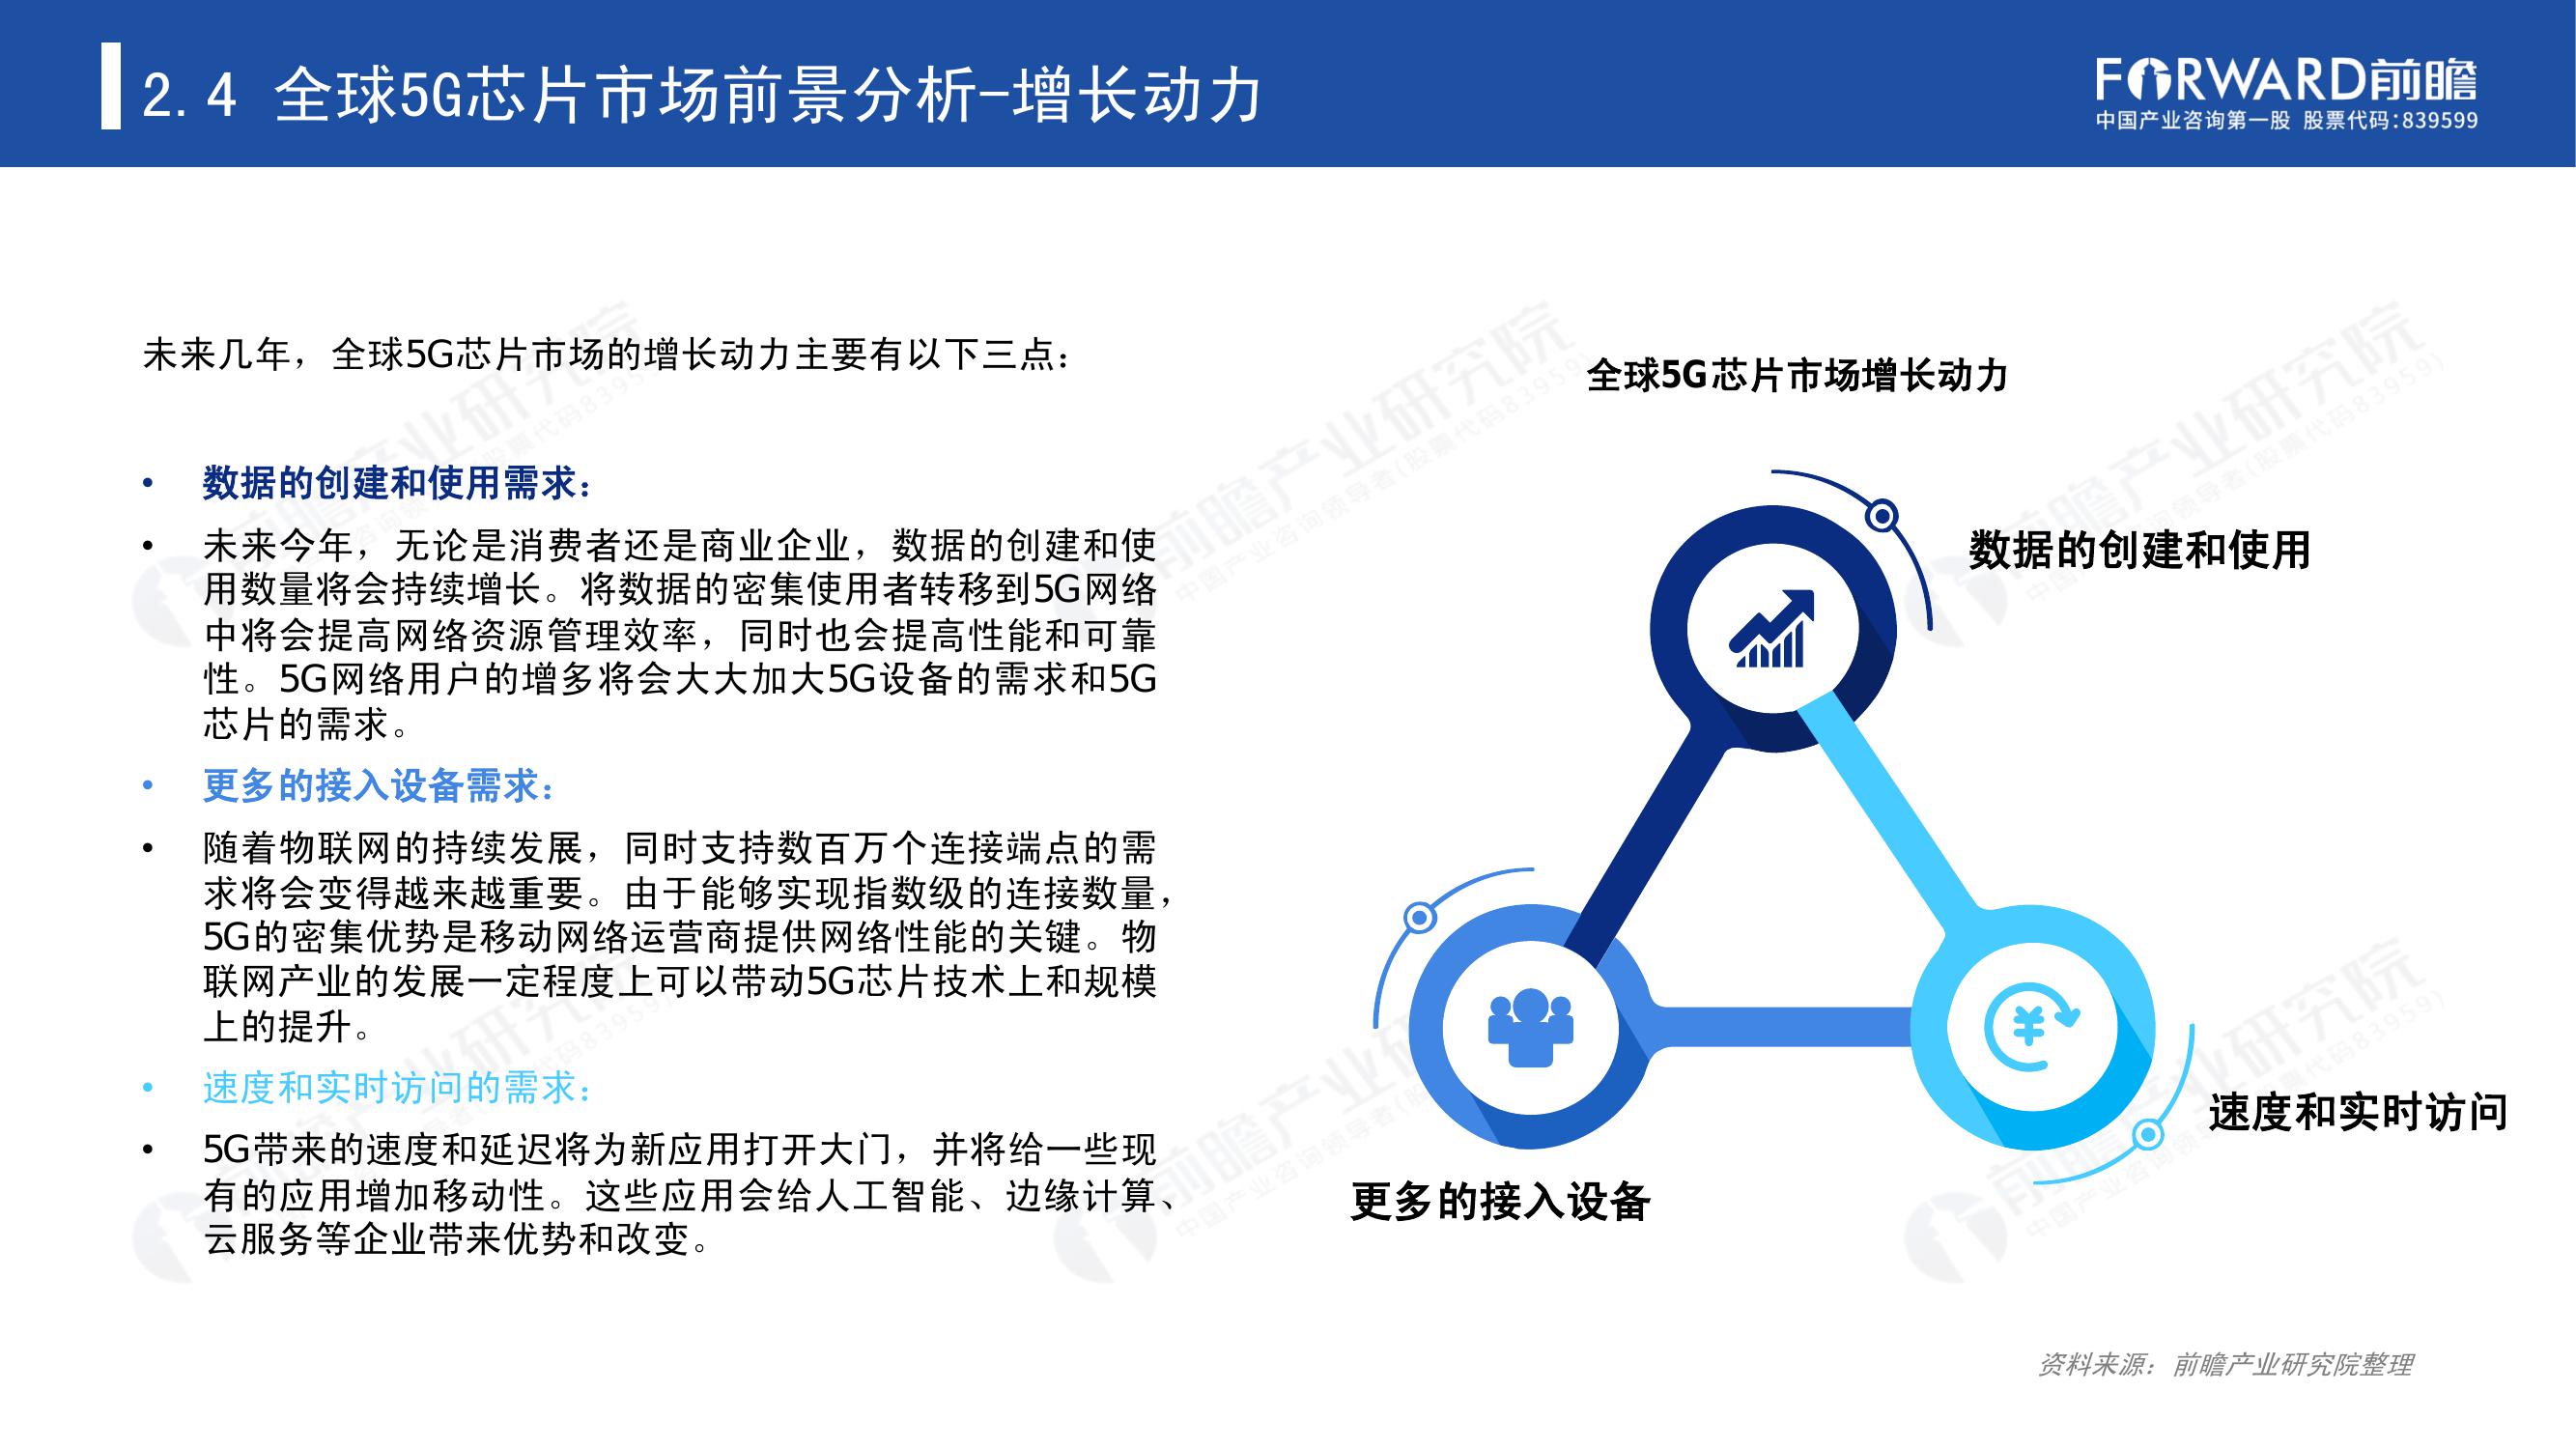 2.4 全球5G芯片市场前景分析-增长动力
FORWARD前瞻
中国产业咨询第一股 股票代码:839599
未来几年，全球5G芯片市场的增长动力主要有以下三点：
• 数据的创建和使用需求：
• 未来今年，无论是消费者还是商业企业，数据的创建和使
用数量将会持续增长。将数据的密集使用者转移到5G网络
中将会提高网络资源管理效率，同时也会提高性能和可靠
性。5G网络用户的增多将会大大加大5G设备的需求和5G
芯片的需求。
• 更多的接入设备需求：
• 随着物联网的持续发展，同时支持数百万个连接端点的需
求将会变得越来越重要。由于能够实现指数级的连接数量，
5G的密集优势是移动网络运营商提供网络性能的关键。物
联网产业的发展一定程度上可以带动5G芯片技术上和规模
上的提升。
• 速度和实时访问的需求：
• 5G带来的速度和延迟将为新应用打开大门，并将给一些现
有的应用增加移动性。这些应用会给人工智能、边缘计算、
云服务等企业带来优势和改变。
全球5G芯片市场增长动力
数据的创建和使用
速度和实时访问
更多的接入设备
资料来源：前瞻产业研究院整理